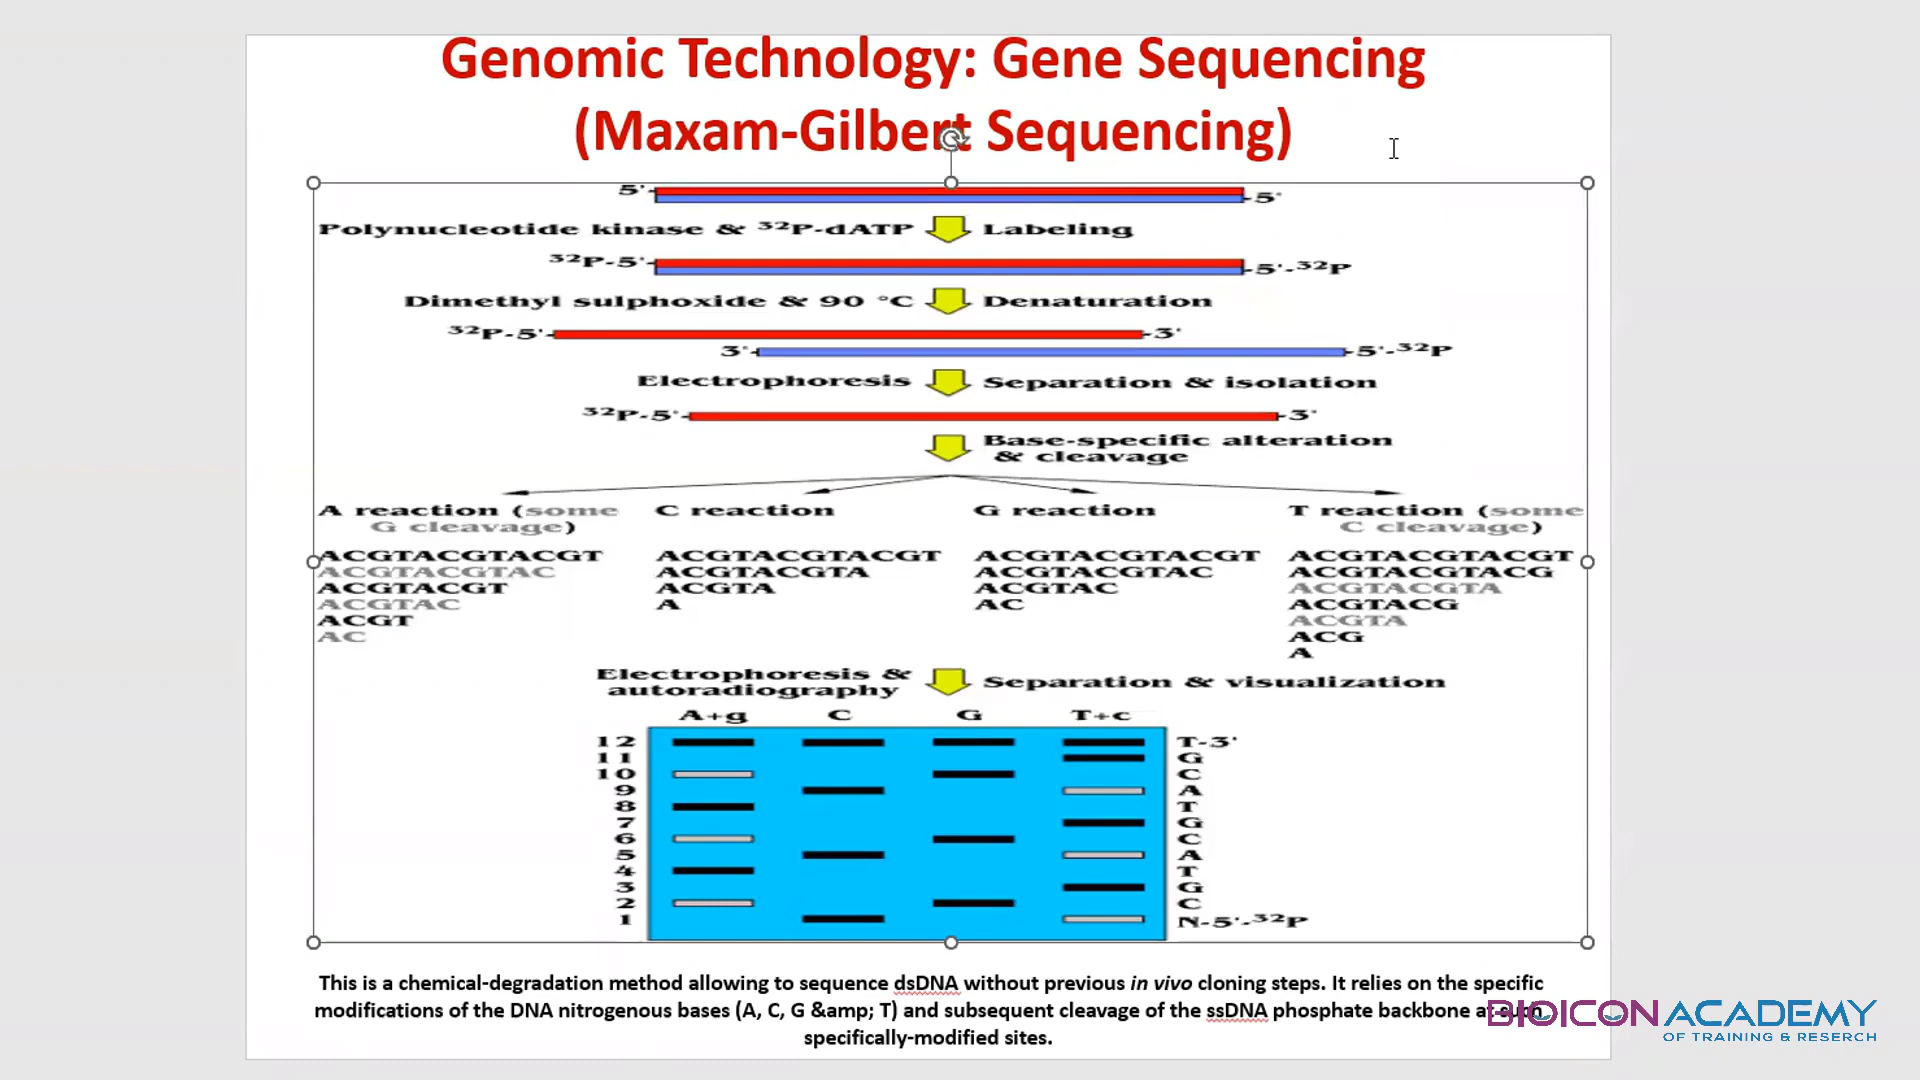 Genomic Technology: Gene Sequencing
(Maxam-Gilbert Sequencing)
5'- -5'
Polynucleotide kinase & ³²P-dATP Labeling
³²P-5'- -5'-³²P
Dimethyl sulphoxide & 90 °C Denaturation
³²P-5'- -3'
3'- -5'-³²P
Electrophoresis Separation & isolation
³²P-5'- -3'
Base-specific alteration
& cleavage
A reaction (some C reaction G reaction T reaction (some
G cleavage) C cleavage)
ACGTACGTACGT ACGTACGTACGT ACGTACGTACGT ACGTACGTACGT
ACGTACGTAC ACGTACGTA ACGTACGTAC ACGTACGTACG
ACGTACGT ACGTA ACGTAC ACGTACGTA
ACGTAC A AC ACGTACG
ACGT ACGTA
AC ACG
A
Electrophoresis &
autoradiography Separation & visualization
A+g C G T+c
12 T-3'
11 G
10 C
9 A
8 T
7 G
6 C
5 A
4 T
3 G
2 C
1 N-5'-³²P
This is a chemical-degradation method allowing to sequence dsDNA without previous in vivo cloning steps. It relies on the specific
modifications of the DNA nitrogenous bases (A, C, G &amp; T) and subsequent cleavage of the ssDNA phosphate backbone at such
specifically-modified sites.
BIOICON ACADEMY
OF TRAINING & RESERCH